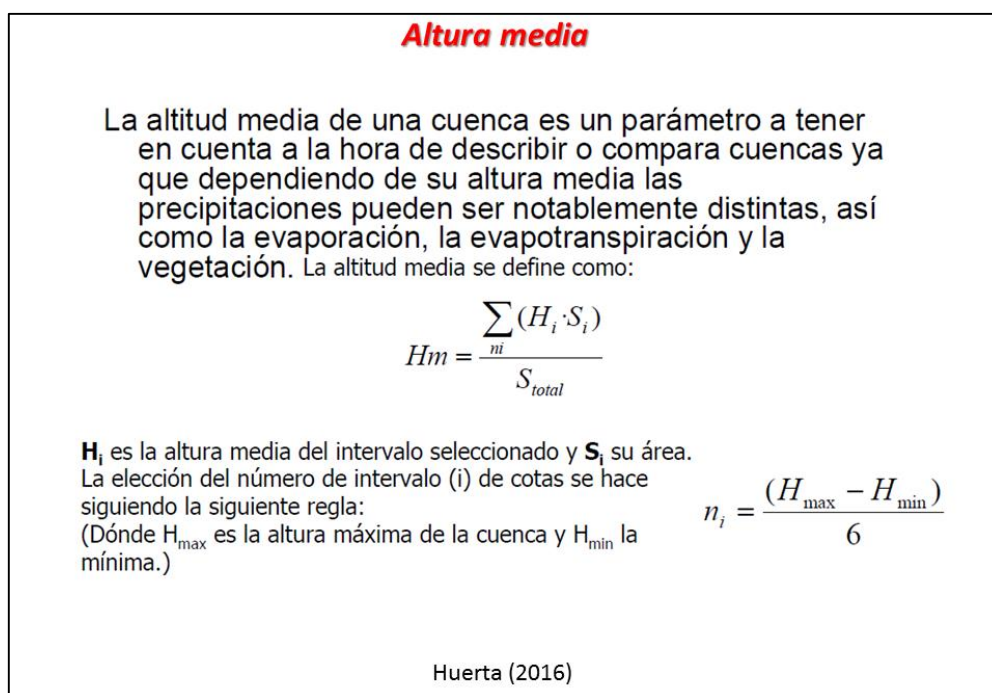 Altura media
La altitud media de una cuenca es un parámetro a tener
en cuenta a la hora de describir o compara cuencas ya
que dependiendo de su altura media las
precipitaciones pueden ser notablemente distintas, así
como la evaporación, la evapotranspiración y la
vegetación. La altitud media se define como:
Hm = ∑ni (Hi·Si) / Stotal
Hi es la altura media del intervalo seleccionado y Si su área.
La elección del número de intervalo (i) de cotas se hace
siguiendo la siguiente regla:
(Dónde Hmax es la altura máxima de la cuenca y Hmin la
mínima.)
ni = (Hmax − Hmin) / 6
Huerta (2016)